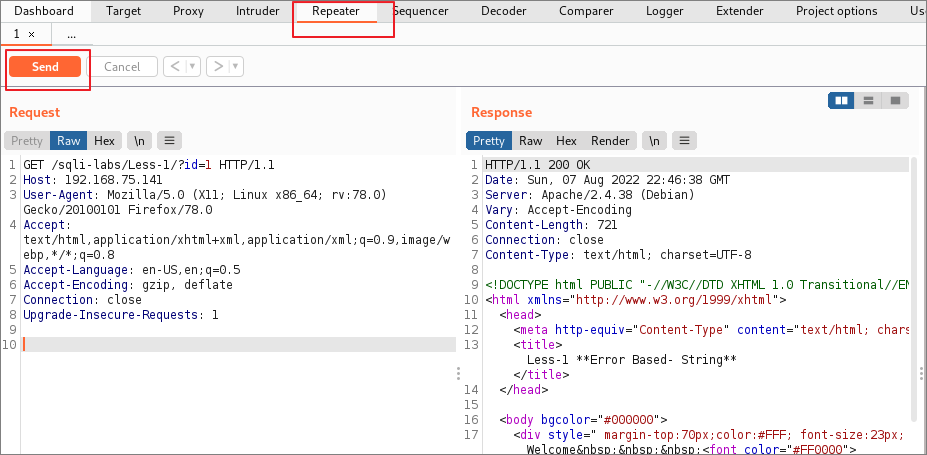 Dashboard Target Proxy Intruder Repeater Sequencer Decoder Comparer Logger Extender Project options Us
1 × ...
Send Cancel < >
Request
Pretty Raw Hex \n
1 GET /sqli-labs/Less-1/?id=1 HTTP/1.1
2 Host: 192.168.75.141
3 User-Agent: Mozilla/5.0 (X11; Linux x86_64; rv:78.0)
Gecko/20100101 Firefox/78.0
4 Accept:
text/html,application/xhtml+xml,application/xml;q=0.9,image/w
ebp,*/*;q=0.8
5 Accept-Language: en-US,en;q=0.5
6 Accept-Encoding: gzip, deflate
7 Connection: close
8 Upgrade-Insecure-Requests: 1
9
10
Response
Pretty Raw Hex Render \n
1 HTTP/1.1 200 OK
2 Date: Sun, 07 Aug 2022 22:46:38 GMT
3 Server: Apache/2.4.38 (Debian)
4 Vary: Accept-Encoding
5 Content-Length: 721
6 Connection: close
7 Content-Type: text/html; charset=UTF-8
8
9 <!DOCTYPE html PUBLIC "-//W3C//DTD XHTML 1.0 Transitional//EN
10 <html xmlns="http://www.w3.org/1999/xhtml">
11 <head>
12 <meta http-equiv="Content-Type" content="text/html; chars
13 <title>
Less-1 **Error Based- String**
</title>
14 </head>
15
16 <body bgcolor="#000000">
17 <div style=" margin-top:70px;color:#FFF; font-size:23px;
Welcome&nbsp;&nbsp;&nbsp;<font color="#FF0000">